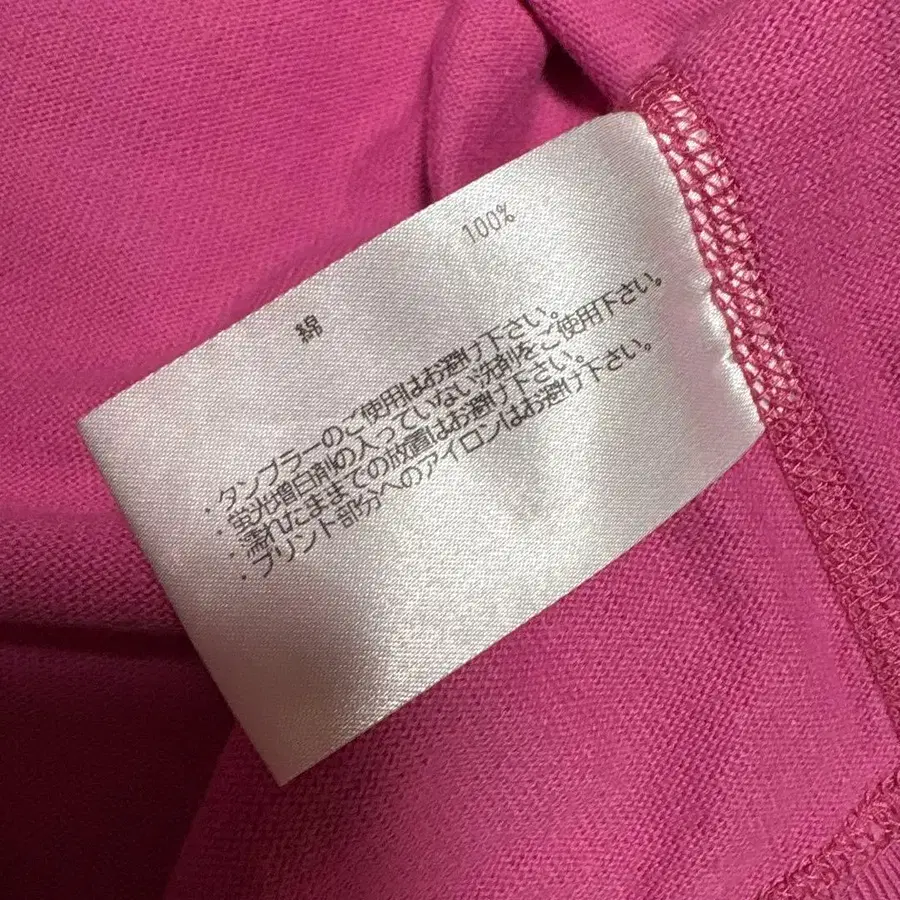 綿 100%
・タンブラーのご使用はお避け下さい。
・蛍光増白剤の入っていない洗剤をご使用下さい。
・濡れたままでの放置はお避け下さい。
・プリント部分へのアイロンはお避け下さい。